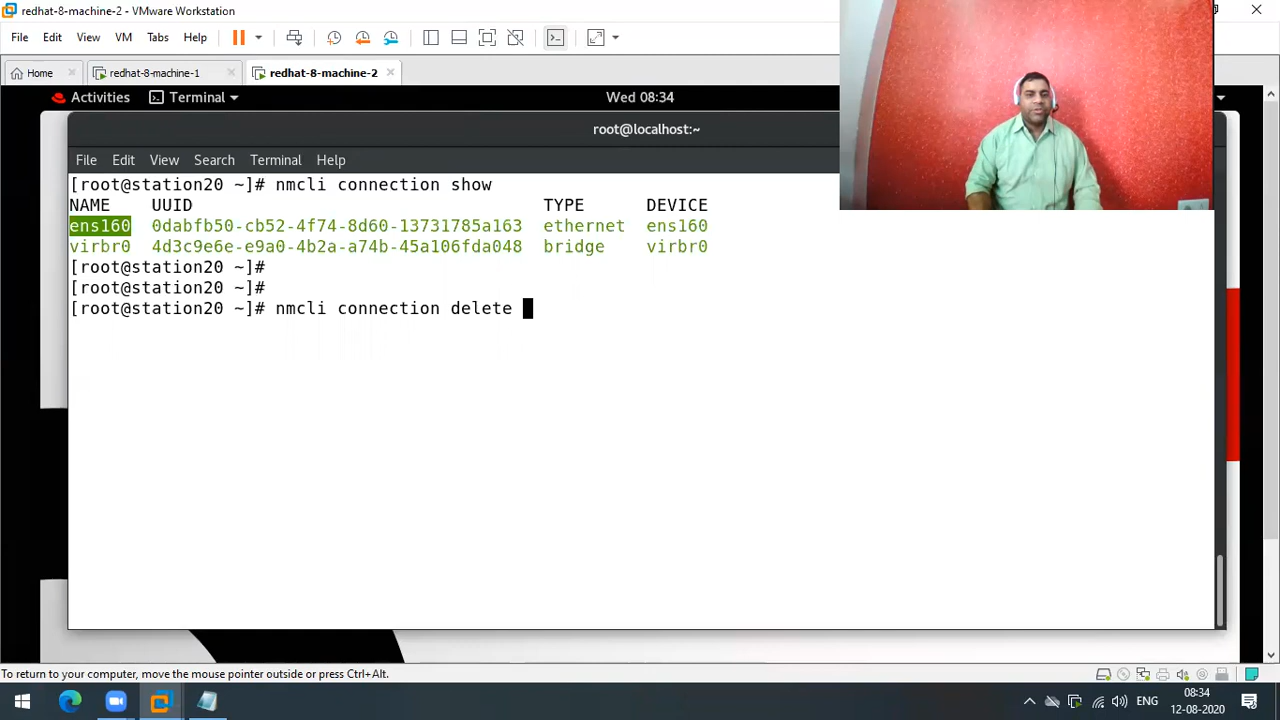 redhat-8-machine-2 - VMware Workstation
File Edit View VM Tabs Help
Home redhat-8-machine-1 redhat-8-machine-2
Activities Terminal Wed 08:34
root@localhost:~
File Edit View Search Terminal Help
[root@station20 ~]# nmcli connection show
NAME UUID TYPE DEVICE
ens160 0dabfb50-cb52-4f74-8d60-13731785a163 ethernet ens160
virbr0 4d3c9e6e-e9a0-4b2a-a74b-45a106fda048 bridge virbr0
[root@station20 ~]#
[root@station20 ~]#
[root@station20 ~]# nmcli connection delete
To return to your computer, move the mouse pointer outside or press Ctrl+Alt.
ENG 08:34
12-08-2020